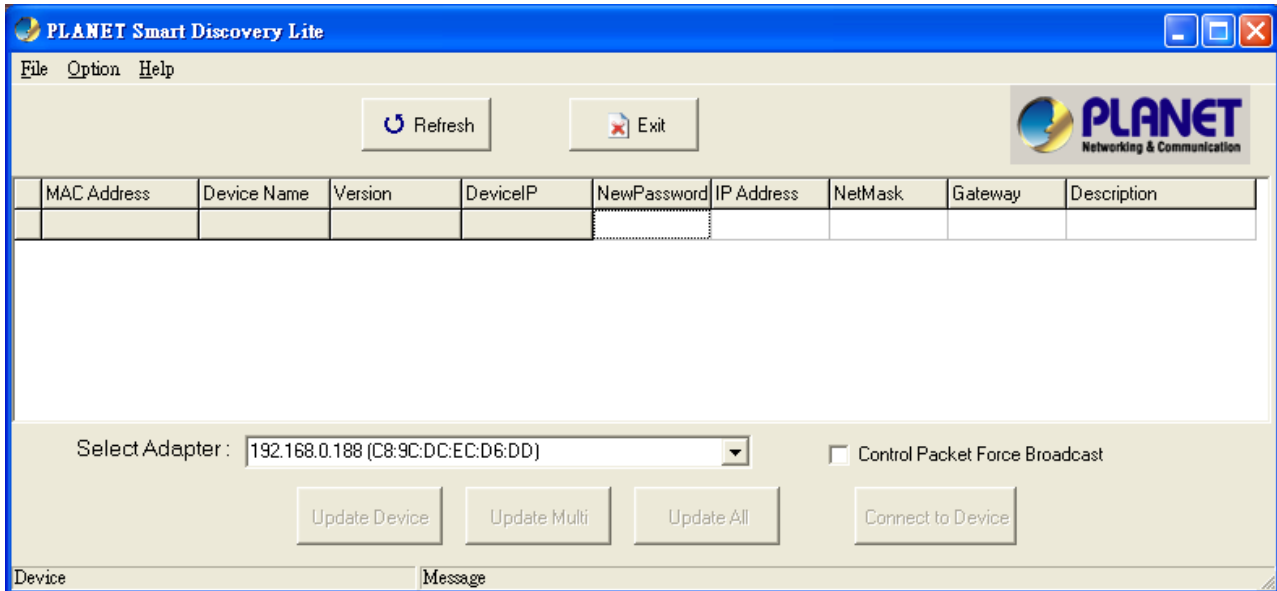 PLANET Smart Discovery Lite
File Option Help
Refresh Exit PLANET
Networking & Communication
MAC Address Device Name Version DeviceIP NewPassword IP Address NetMask Gateway Description
Select Adapter : 192.168.0.188 (C8:9C:DC:EC:D6:DD) Control Packet Force Broadcast
Update Device Update Multi Update All Connect to Device
Device Message